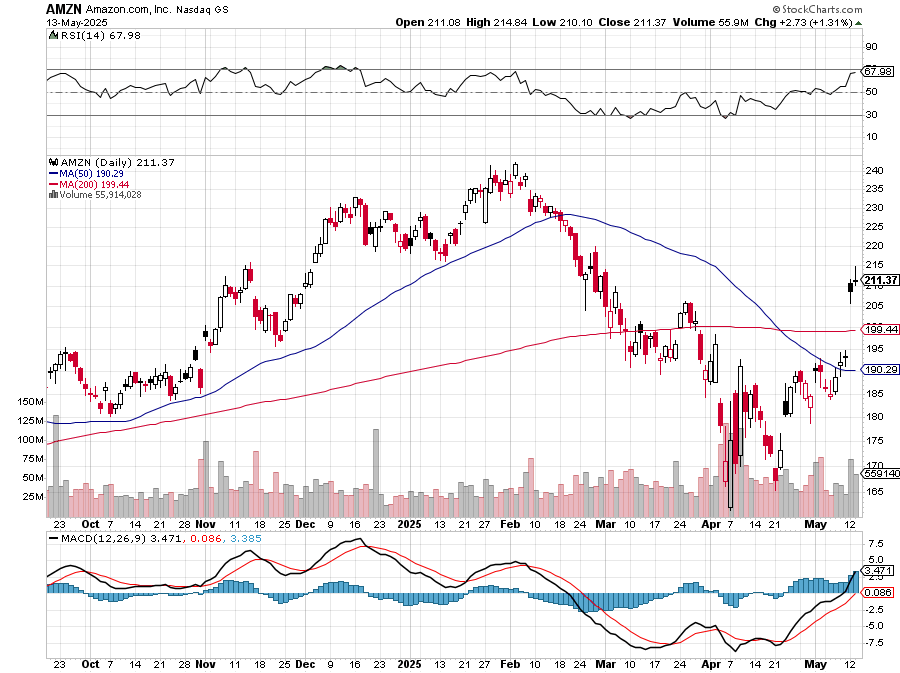 AMZN Amazon.com, Inc. Nasdaq GS
© StockCharts.com
13-May-2025
Open 211.08 High 214.84 Low 210.10 Close 211.37 Volume 55.9M Chg +2.73 (+1.31%)
RSI(14) 67.98
90
67.98
50
30
10
AMZN (Daily) 211.37
MA(50) 190.29
MA(200) 199.44
Volume 55,914,028
240
235
230
225
220
215
211.37
210
205
199.44
195
190.29
185
180
175
170
559140
165
150M
125M
100M
75M
50M
25M
23 Oct 7 14 21 28 Nov 11 18 25 Dec 9 16 23 2025 13 21 27 Feb 10 18 24 Mar 10 17 24 Apr 7 14 21 May 12
MACD(12,26,9) 3.471, 0.086, 3.385
7.5
5.0
3.471
2.5
0.086
-2.5
-5.0
-7.5
23 Oct 7 14 21 28 Nov 11 18 25 Dec 9 16 23 2025 13 21 27 Feb 10 18 24 Mar 10 17 24 Apr 7 14 21 May 12